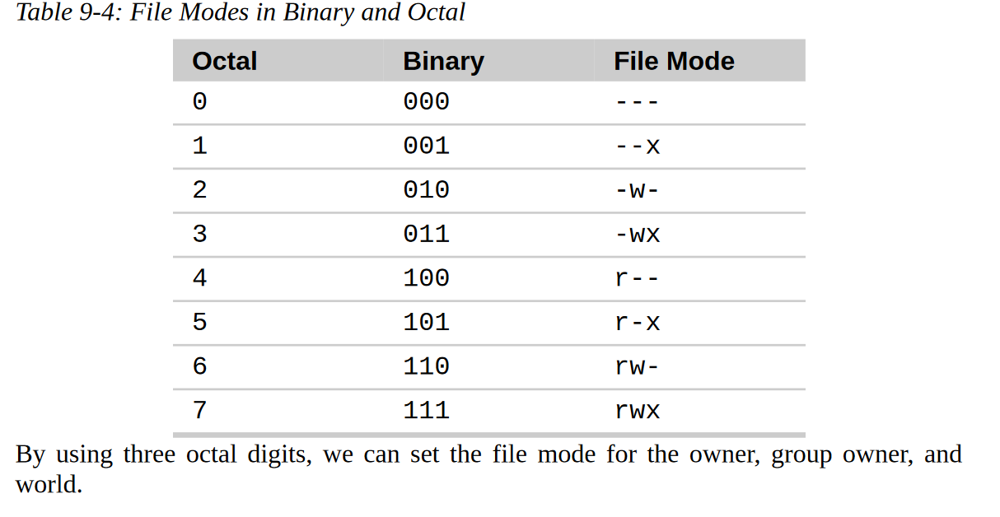 Table 9-4: File Modes in Binary and Octal
Octal Binary File Mode
0 000 ---
1 001 --x
2 010 -w-
3 011 -wx
4 100 r--
5 101 r-x
6 110 rw-
7 111 rwx
By using three octal digits, we can set the file mode for the owner, group owner, and
world.